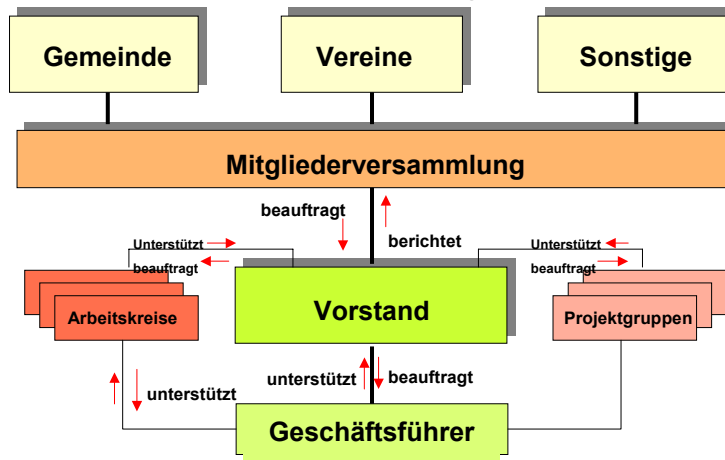 Gemeinde
Vereine
Sonstige
Mitgliederversammlung
beauftragt
berichtet
Unterstützt
beauftragt
Unterstützt
beauftragt
Arbeitskreise
Vorstand
Projektgruppen
unterstützt
unterstützt
beauftragt
Geschäftsführer